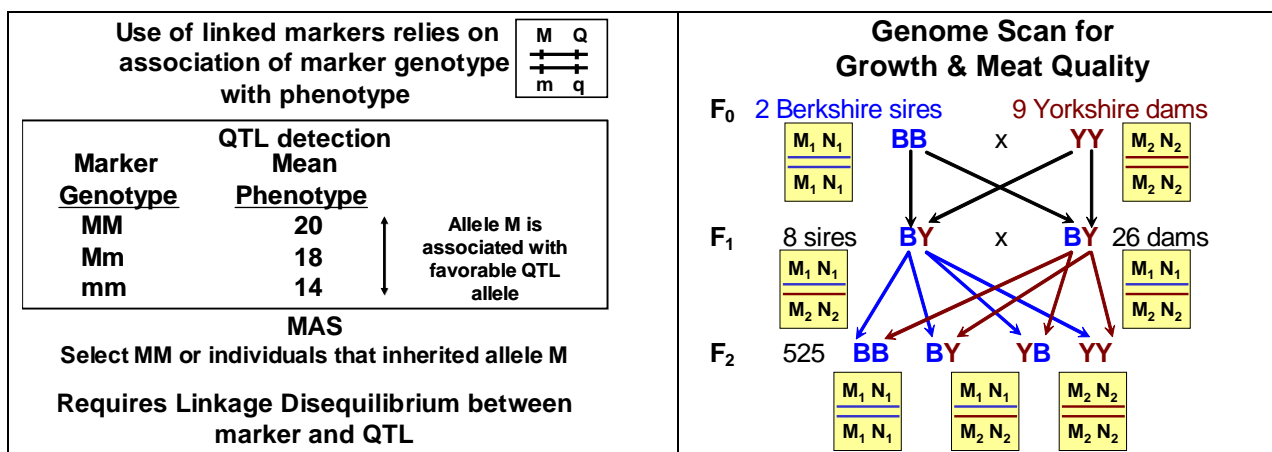 Use of linked markers relies on
association of marker genotype
with phenotype
M Q
m q
QTL detection
Marker Mean
Genotype Phenotype
MM 20
Mm 18
mm 14
Allele M is
associated with
favorable QTL
allele
MAS
Select MM or individuals that inherited allele M
Requires Linkage Disequilibrium between
marker and QTL
Genome Scan for
Growth & Meat Quality
F₀ 2 Berkshire sires 9 Yorkshire dams
M₁ N₁
M₁ N₁
BB x YY
M₂ N₂
M₂ N₂
F₁ 8 sires BY x BY 26 dams
M₁ N₁
M₂ N₂
M₁ N₁
M₂ N₂
F₂ 525 BB BY YB YY
M₁ N₁
M₁ N₁
M₁ N₁
M₂ N₂
M₂ N₂
M₂ N₂